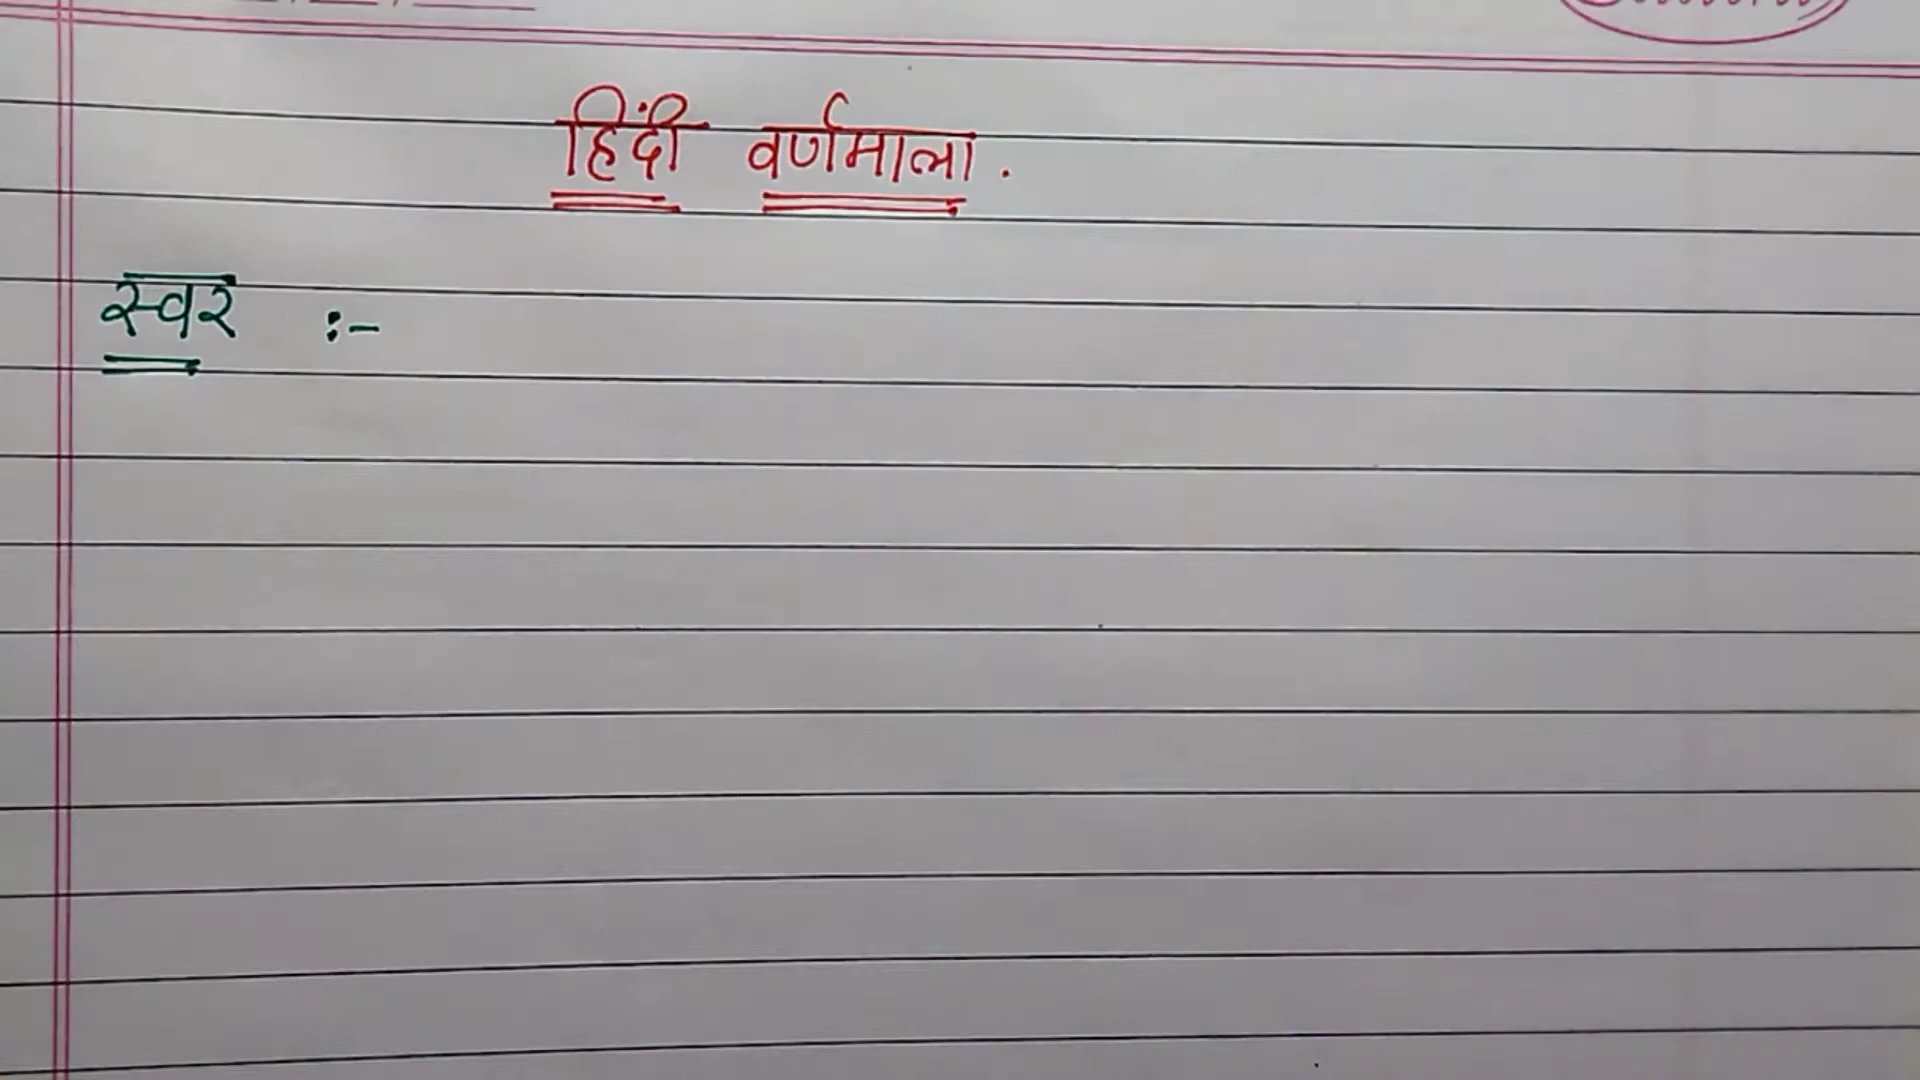 हिंदी वर्णमाला .
स्वर :-